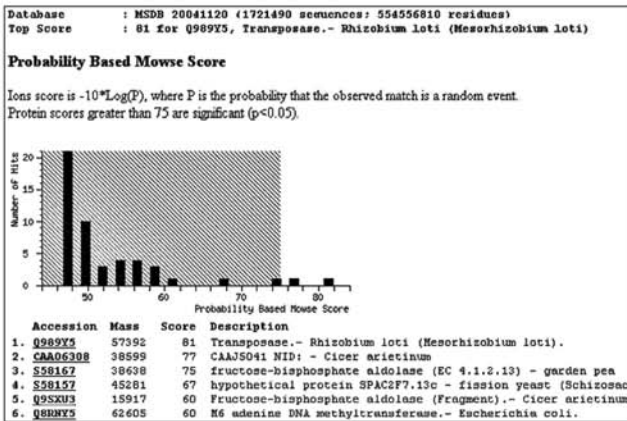 Database : MSDB 20041120 (1721490 sequences; 554556810 residues)
Top Score : 81 for Q989Y5, Transposase.- Rhizobium loti (Mesorhizobium loti)
Probability Based Mowse Score
Ions score is -10*Log(P), where P is the probability that the observed match is a random event.
Protein scores greater than 75 are significant (p<0.05).
Number of Hits
20
15
10
5
0
50 60 70 80
Probability Based Mowse Score
Accession Mass Score Description
1. Q989Y5 57392 81 Transposase.- Rhizobium loti (Mesorhizobium loti).
2. CAA06308 38599 77 CAAJS041 NID: - Cicer arietinum
3. S58167 38638 75 fructose-bisphosphate aldolase (EC 4.1.2.13) - garden pea
4. S58157 45281 67 hypothetical protein SPAC2F7.13c - fission yeast (Schizosac
5. Q9SXU3 15917 60 Fructose-bisphosphate aldolase (Fragment).- Cicer arietinum
6. Q8RNY5 62605 60 M6 adenine DNA methyltransferase.- Escherichia coli.